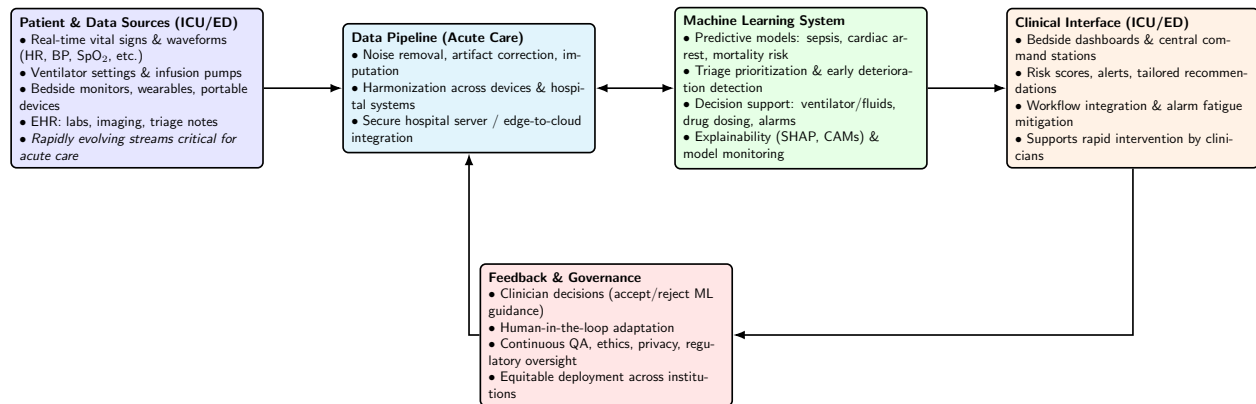 Patient & Data Sources (ICU/ED)
• Real-time vital signs & waveforms
(HR, BP, SpO₂, etc.)
• Ventilator settings & infusion pumps
• Bedside monitors, wearables, portable
devices
• EHR: labs, imaging, triage notes
• Rapidly evolving streams critical for
acute care
Data Pipeline (Acute Care)
• Noise removal, artifact correction, im-
putation
• Harmonization across devices & hospi-
tal systems
• Secure hospital server / edge-to-cloud
integration
Machine Learning System
• Predictive models: sepsis, cardiac ar-
rest, mortality risk
• Triage prioritization & early deteriora-
tion detection
• Decision support: ventilator/fluids,
drug dosing, alarms
• Explainability (SHAP, CAMs) &
model monitoring
Clinical Interface (ICU/ED)
• Bedside dashboards & central com-
mand stations
• Risk scores, alerts, tailored recommen-
dations
• Workflow integration & alarm fatigue
mitigation
• Supports rapid intervention by clini-
cians
Feedback & Governance
• Clinician decisions (accept/reject ML
guidance)
• Human-in-the-loop adaptation
• Continuous QA, ethics, privacy, regu-
latory oversight
• Equitable deployment across institu-
tions